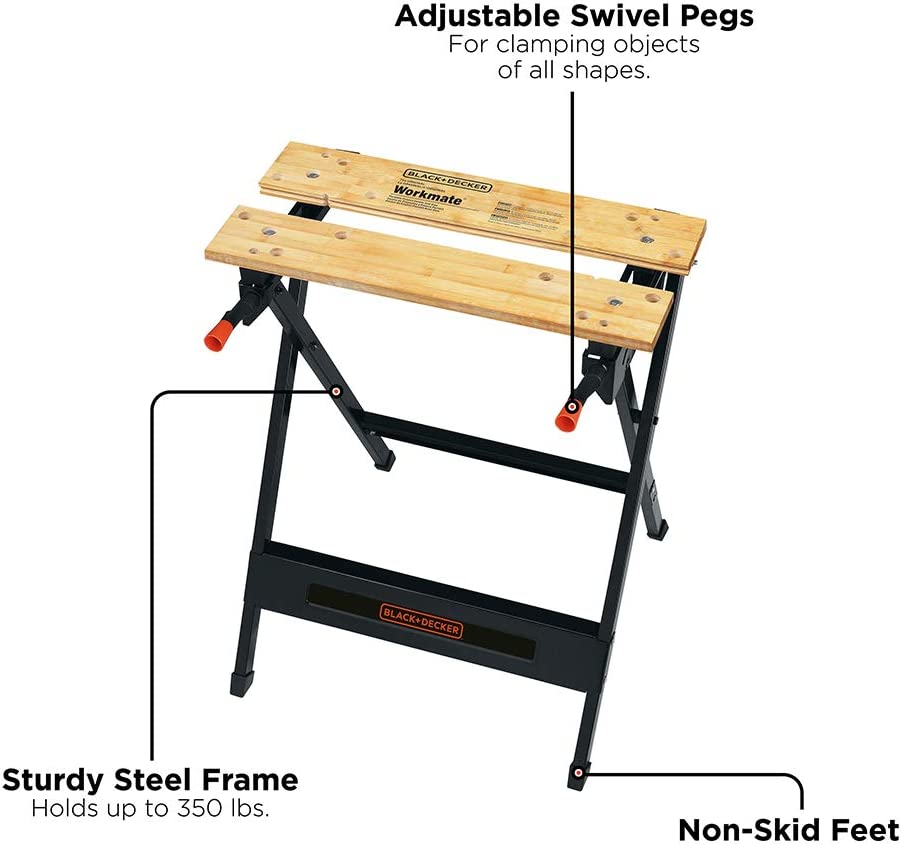 Adjustable Swivel Pegs
For clamping objects
of all shapes.
BLACK+DECKER
Workmate®
BLACK+DECKER
Sturdy Steel Frame
Holds up to 350 lbs.
Non-Skid Feet